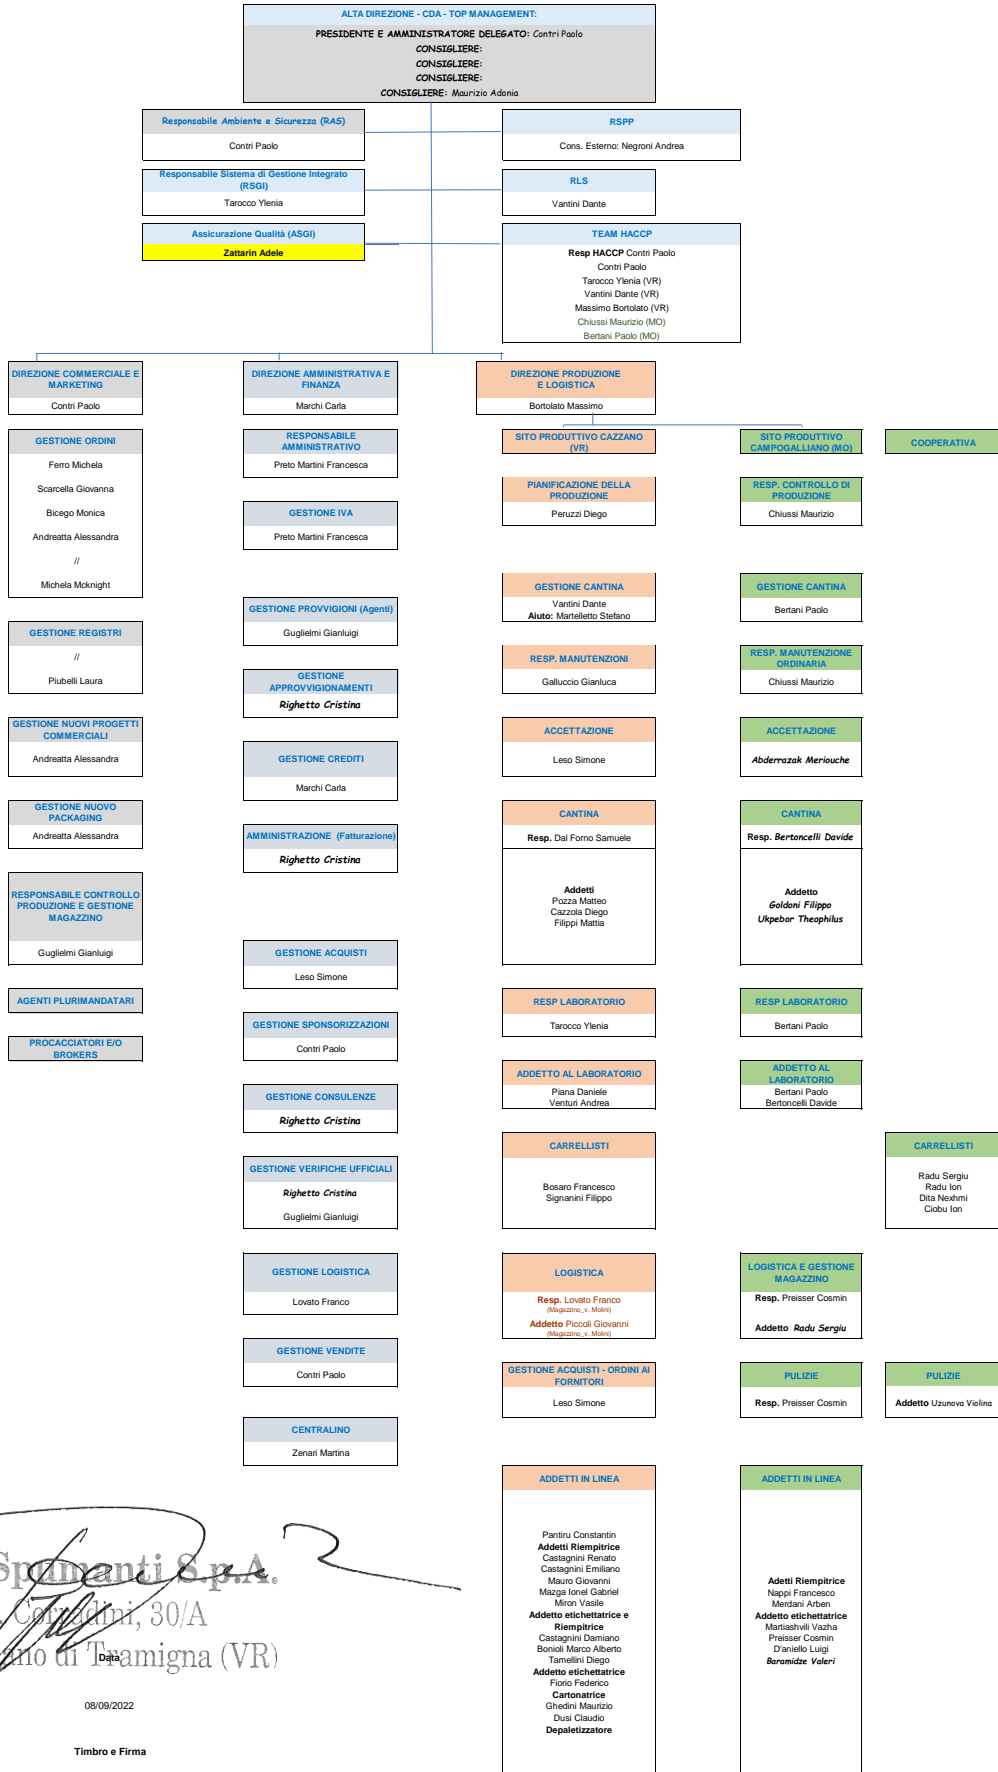 ALTA DIREZIONE - CDA - TOP MANAGEMENT:
PRESIDENTE E AMMINISTRATORE DELEGATO: Contri Paolo
CONSIGLIERE:
CONSIGLIERE:
CONSIGLIERE:
CONSIGLIERE: Maurizio Adonia
Responsabile Ambiente e Sicurezza (RAS)
Contri Paolo
RSPP
Cons. Esterno: Negroni Andrea
Responsabile Sistema di Gestione Integrato
(RSGI)
Tarocco Ylenia
RLS
Vantini Dante
Assicurazione Qualità (ASGI)
Zattarin Adele
TEAM HACCP
Resp HACCP Contri Paolo
Contri Paolo
Tarocco Ylenia (VR)
Vantini Dante (VR)
Massimo Bortolato (VR)
Chiussi Maurizio (MO)
Bertani Paolo (MO)
DIREZIONE COMMERCIALE E
MARKETING
Contri Paolo
GESTIONE ORDINI
Ferro Michela
Scarcella Giovanna
Bicego Monica
Andreatta Alessandra
//
Michela Mcknight
GESTIONE REGISTRI
//
Piubelli Laura
GESTIONE NUOVI PROGETTI
COMMERCIALI
Andreatta Alessandra
GESTIONE NUOVO
PACKAGING
Andreatta Alessandra
RESPONSABILE CONTROLLO
PRODUZIONE E GESTIONE
MAGAZZINO
Guglielmi Gianluigi
AGENTI PLURIMANDATARI
PROCACCIATORI E/O
BROKERS
DIREZIONE AMMINISTRATIVA E
FINANZA
Marchi Carla
RESPONSABILE
AMMINISTRATIVO
Preto Martini Francesca
GESTIONE IVA
Preto Martini Francesca
GESTIONE PROVVIGIONI (Agenti)
Guglielmi Gianluigi
GESTIONE
APPROVVIGIONAMENTI
Righetto Cristina
GESTIONE CREDITI
Marchi Carla
AMMINISTRAZIONE (Fatturazione)
Righetto Cristina
GESTIONE ACQUISTI
Leso Simone
GESTIONE SPONSORIZZAZIONI
Contri Paolo
GESTIONE CONSULENZE
Righetto Cristina
GESTIONE VERIFICHE UFFICIALI
Righetto Cristina
Guglielmi Gianluigi
GESTIONE LOGISTICA
Lovato Franco
GESTIONE VENDITE
Contri Paolo
CENTRALINO
Zenari Martina
DIREZIONE PRODUZIONE
E LOGISTICA
Bortolato Massimo
SITO PRODUTTIVO CAZZANO
(VR)
PIANIFICAZIONE DELLA
PRODUZIONE
Peruzzi Diego
GESTIONE CANTINA
Vantini Dante
Aiuto: Martelletto Stefano
RESP. MANUTENZIONI
Galluccio Gianluca
ACCETTAZIONE
Leso Simone
CANTINA
Resp. Dal Forno Samuele
Addetti
Pozza Matteo
Cazzola Diego
Filippi Mattia
RESP LABORATORIO
Tarocco Ylenia
ADDETTO AL LABORATORIO
Piana Daniele
Venturi Andrea
CARRELLISTI
Bosaro Francesco
Signanini Filippo
LOGISTICA
Resp. Lovato Franco
(Magazzino_v. Molini)
Addetto Piccoli Giovanni
(Magazzino_v. Molini)
GESTIONE ACQUISTI - ORDINI AI
FORNITORI
Leso Simone
ADDETTI IN LINEA
Pantiru Constantin
Addetti Riempitrice
Castagnini Renato
Castagnini Emiliano
Mauro Giovanni
Mazga Ionel Gabriel
Miron Vasile
Addetto etichettatrice e
Riempitrice
Castagnini Damiano
Bonioli Marco Alberto
Tamellini Diego
Addetto etichettatrice
Fiorio Federico
Cartonatrice
Ghedini Maurizio
Dusi Claudio
Depaletizzatore
SITO PRODUTTIVO
CAMPOGALLIANO (MO)
RESP. CONTROLLO DI
PRODUZIONE
Chiussi Maurizio
GESTIONE CANTINA
Bertani Paolo
RESP. MANUTENZIONE
ORDINARIA
Chiussi Maurizio
ACCETTAZIONE
Abderrazak Meriouche
CANTINA
Resp. Bertoncelli Davide
Addetto
Goldoni Filippo
Ukpebor Theophilus
RESP LABORATORIO
Bertani Paolo
ADDETTO AL
LABORATORIO
Bertani Paolo
Bertoncelli Davide
LOGISTICA E GESTIONE
MAGAZZINO
Resp. Preisser Cosmin
Addetto Radu Sergiu
PULIZIE
Resp. Preisser Cosmin
ADDETTI IN LINEA
Adetti Riempitrice
Nappi Francesco
Merdani Arben
Addetto etichettatrice
Martiashvili Vazha
Preisser Cosmin
D'aniello Luigi
Baramidze Valeri
COOPERATIVA
CARRELLISTI
Radu Sergiu
Radu Ion
Dita Nexhmi
Ciobu Ion
PULIZIE
Addetto Uzunova Violina
Spumanti S.p.A.
Corradini, 30/A
di Tramigna (VR)
Data
08/09/2022
Timbro e Firma